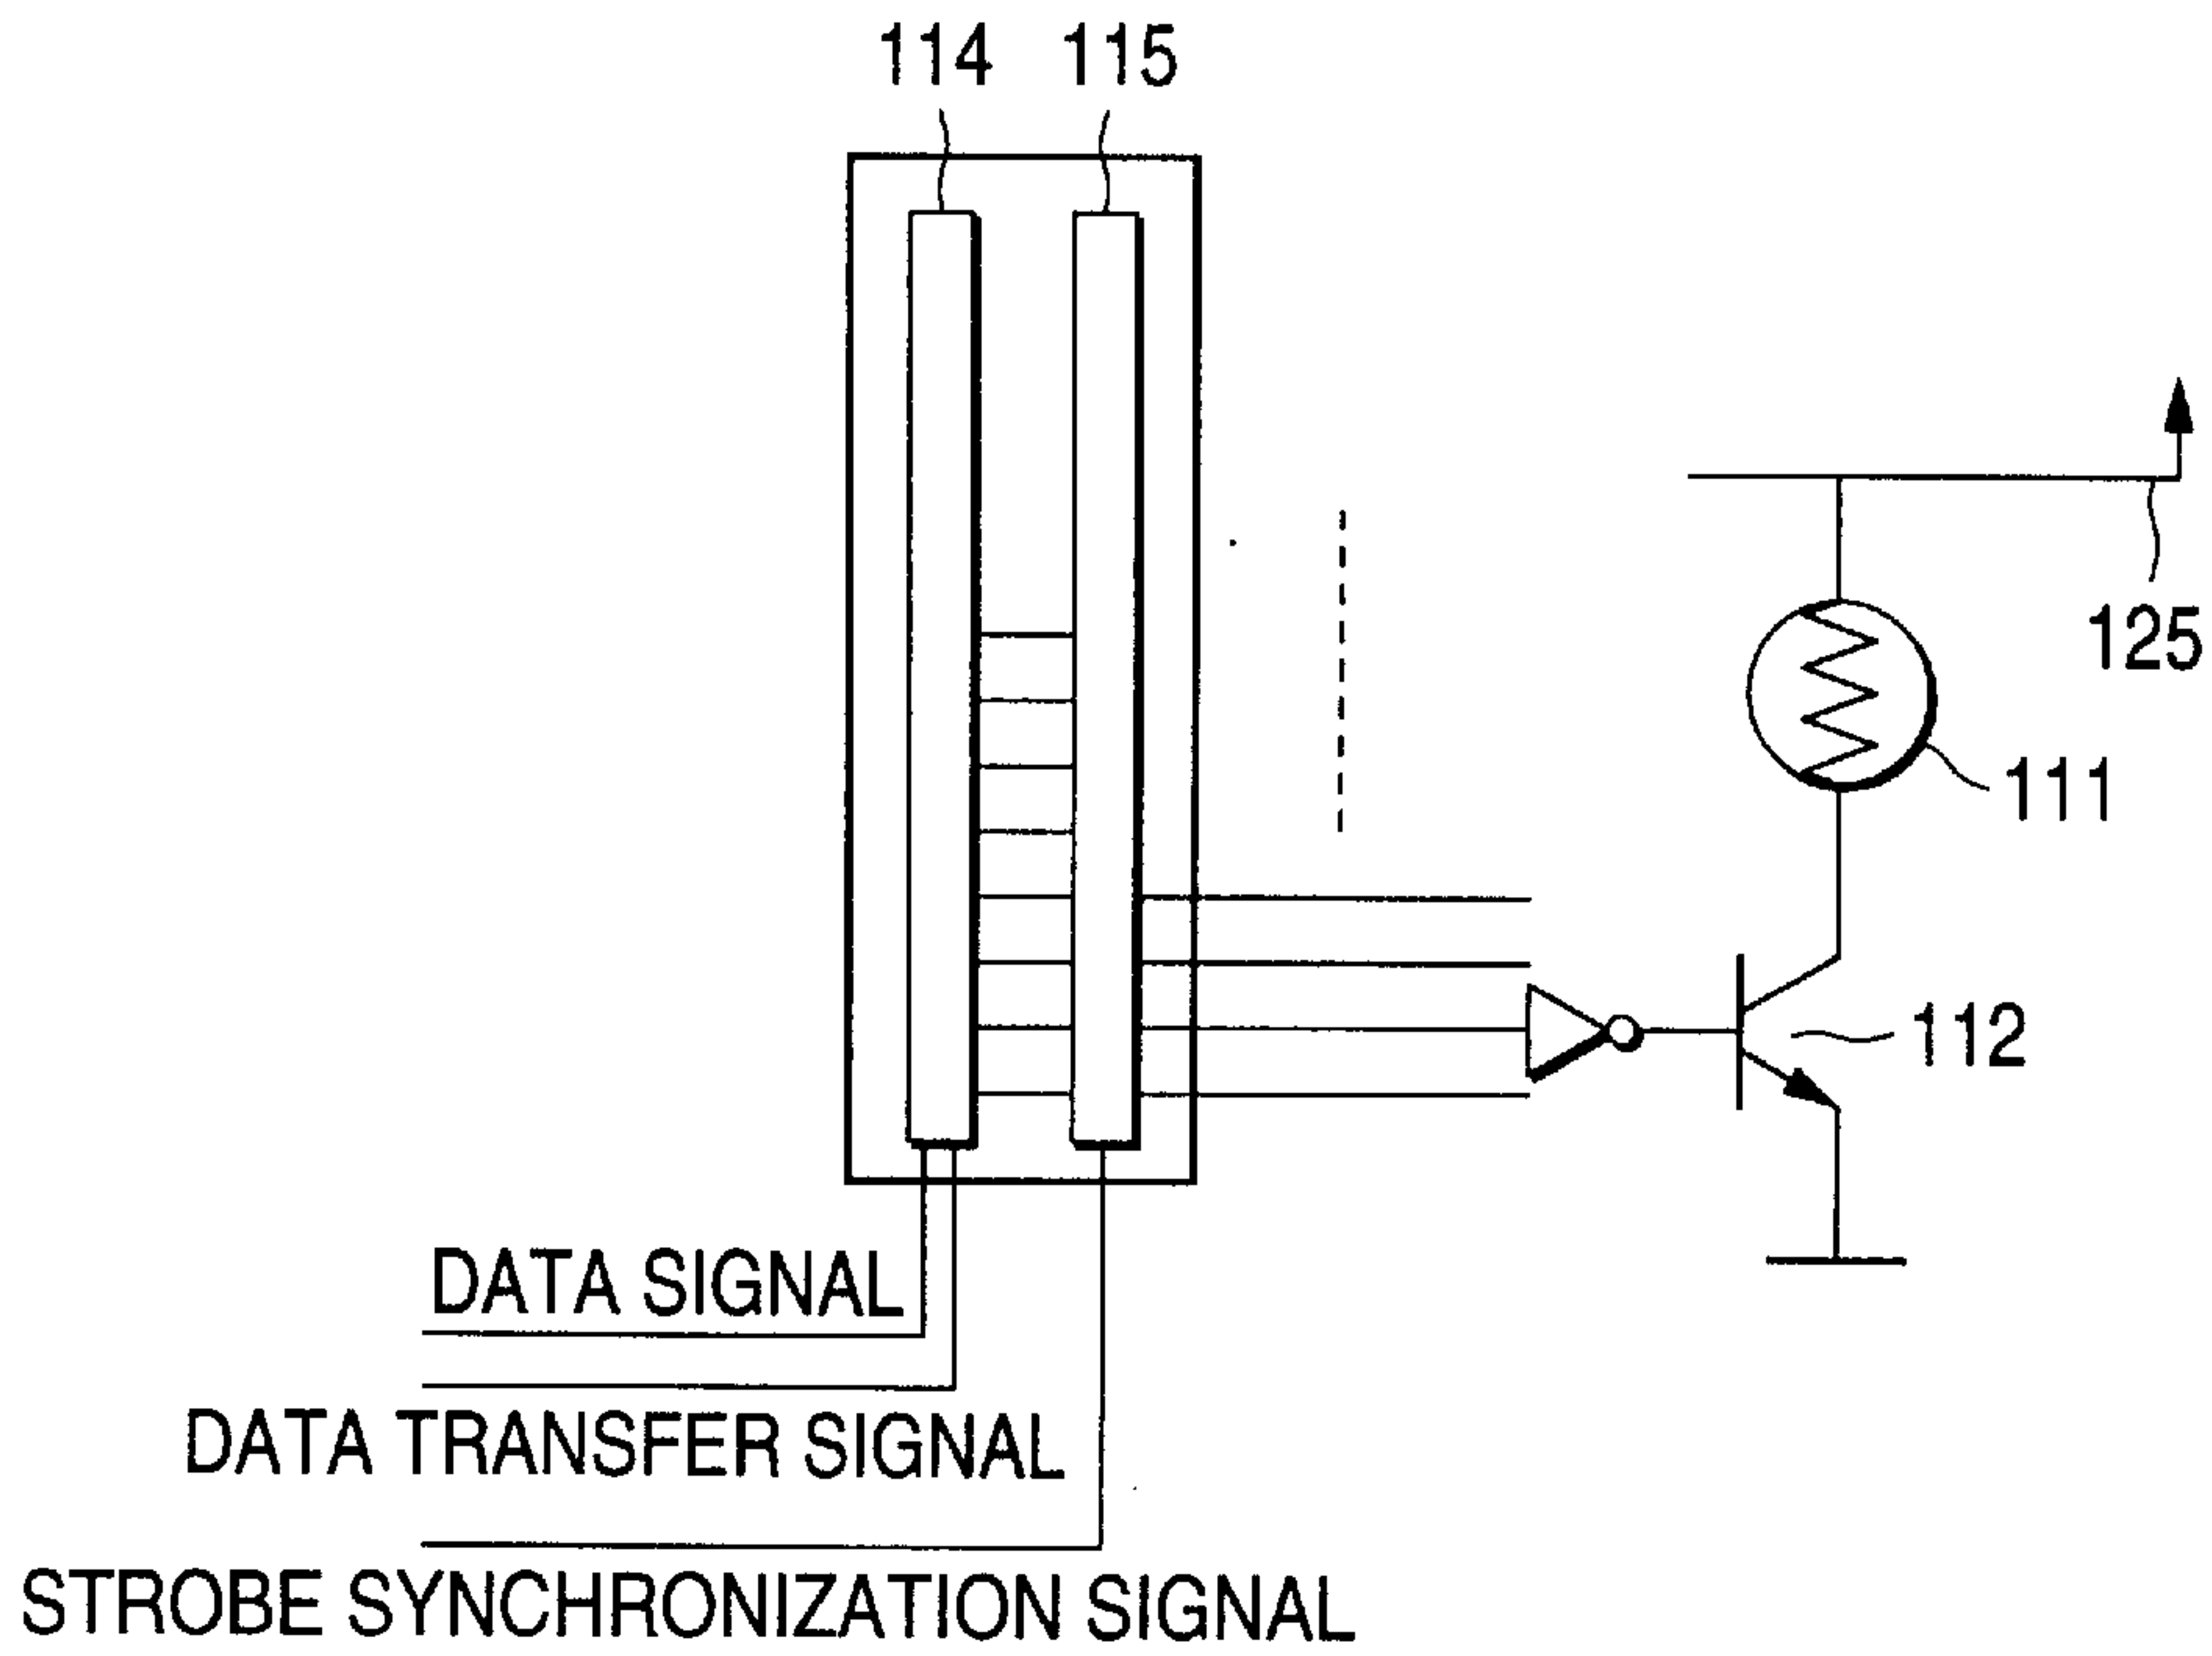 114 115
125
111
112
DATA SIGNAL
DATA TRANSFER SIGNAL
STROBE SYNCHRONIZATION SIGNAL